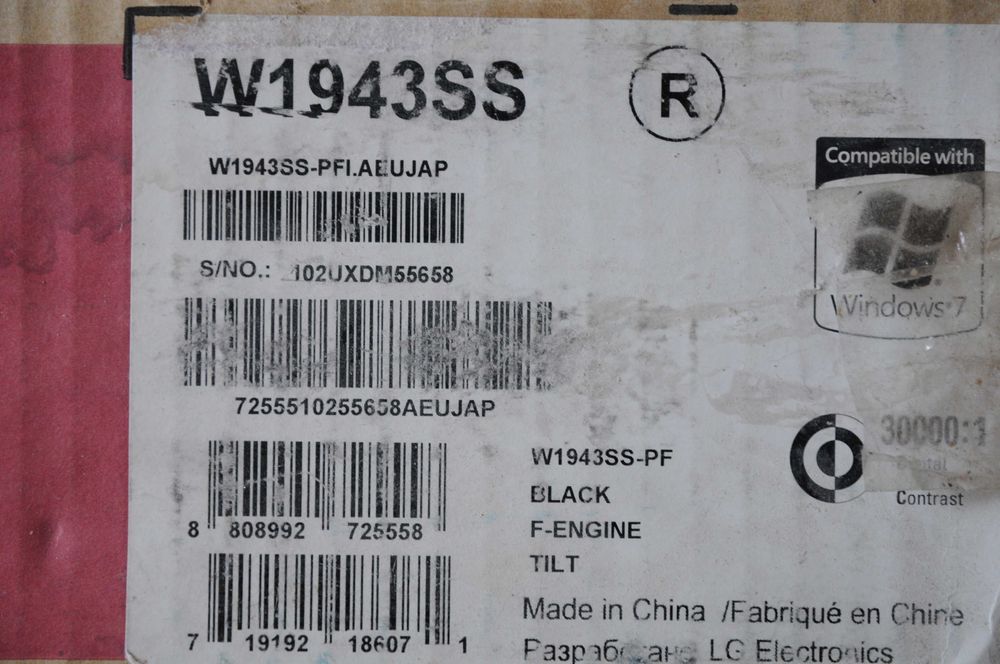 W1943SS
R
Compatible with
Windows 7
W1943SS-PFI.AEUJAP
S/NO.: 102UXDM55658
7255510255658AEUJAP
30000:1
Contrast
W1943SS-PF
BLACK
F-ENGINE
TILT
8 808992 725558
7 19192 18607 1
Made in China /Fabriqué en Chine
LG Electronics